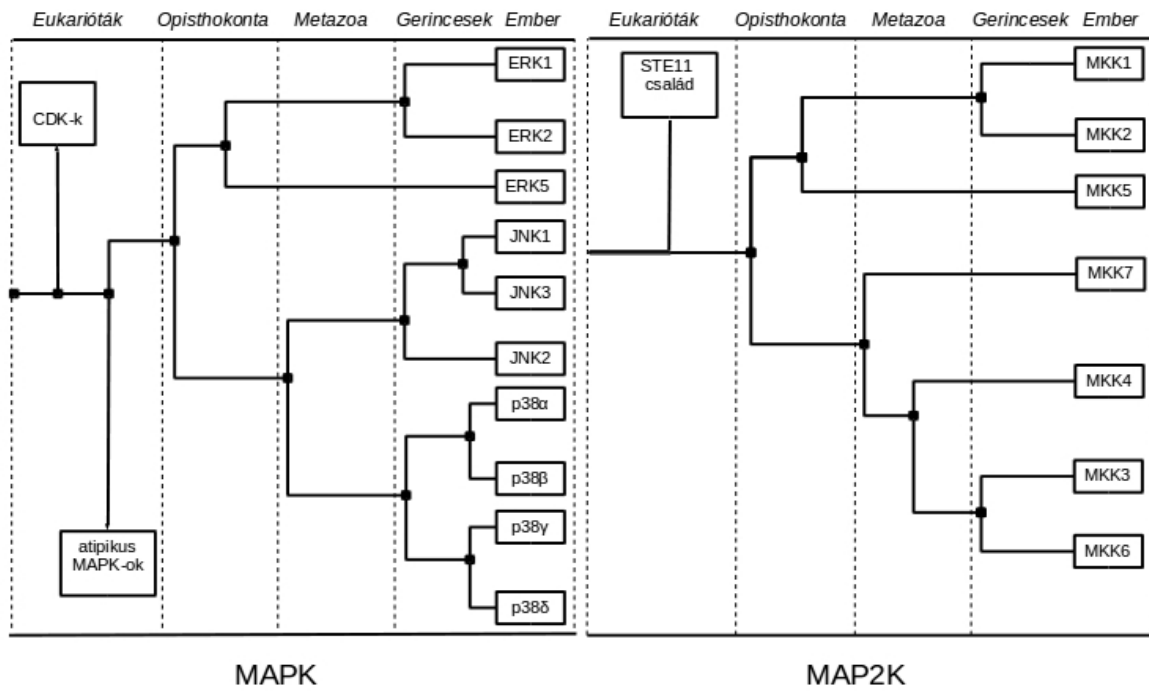 Eukarióták Opisthokonta Metazoa Gerincesek Ember
CDK-k
atipikus
MAPK-ok
ERK1
ERK2
ERK5
JNK1
JNK3
JNK2
p38α
p38β
p38γ
p38δ
MAPK
Eukarióták Opisthokonta Metazoa Gerincesek Ember
STE11
család
MKK1
MKK2
MKK5
MKK7
MKK4
MKK3
MKK6
MAP2K